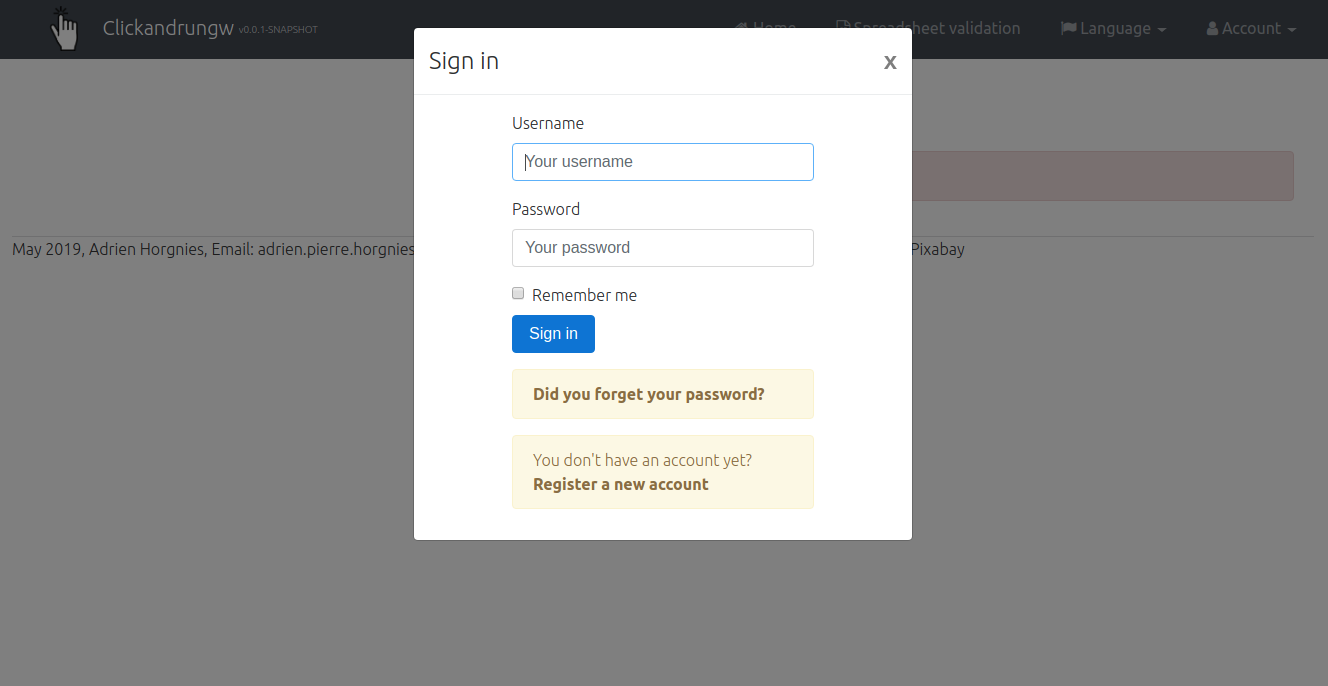 Clickandrungw v0.0.1-SNAPSHOT
Home
Spreadsheet validation
Language
Account
Sign in
x
Username
Your username
Password
Your password
May 2019, Adrien Horgnies, Email: adrien.pierre.horgnies
Pixabay
Remember me
Sign in
Did you forget your password?
You don't have an account yet?
Register a new account